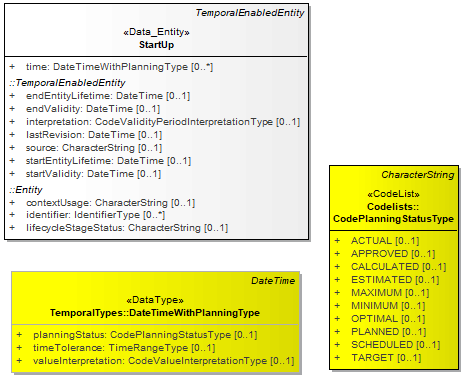 TemporalEnabledEntity
«Data_Entity»
StartUp
+ time: DateTimeWithPlanningType [0..*]
::TemporalEnabledEntity
+ endEntityLifetime: DateTime [0..1]
+ endValidity: DateTime [0..1]
+ interpretation: CodeValidityPeriodInterpretationType [0..1]
+ lastRevision: DateTime [0..1]
+ source: CharacterString [0..1]
+ startEntityLifetime: DateTime [0..1]
+ startValidity: DateTime [0..1]
::Entity
+ contextUsage: CharacterString [0..1]
+ identifier: IdentifierType [0..*]
+ lifecycleStageStatus: CharacterString [0..1]
CharacterString
«CodeList»
Codelists::
CodePlanningStatusType
+ ACTUAL [0..1]
+ APPROVED [0..1]
+ CALCULATED [0..1]
+ ESTIMATED [0..1]
+ MAXIMUM [0..1]
+ MINIMUM [0..1]
+ OPTIMAL [0..1]
+ PLANNED [0..1]
+ SCHEDULED [0..1]
+ TARGET [0..1]
DateTime
«DataType»
TemporalTypes::DateTimeWithPlanningType
+ planningStatus: CodePlanningStatusType [0..1]
+ timeTolerance: TimeRangeType [0..1]
+ valueInterpretation: CodeValueInterpretationType [0..1]